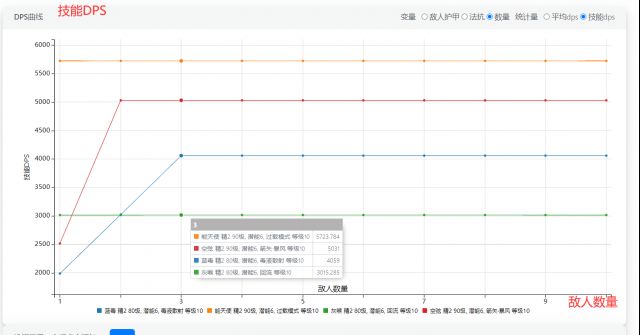 技能DPS
DPS曲线
变量 敌人护甲 法抗 数量 统计量 平均dps 技能dps
6000
5500
5000
4500
4000
3500
3000
2500
2000
技能DPS
3
能天使 精2 90级, 潜能6, 过载模式 等级10 5723.784
空弦 精2 90级, 潜能6, 箭矢·暴风 等级10 5031
蓝毒 精2 80级, 潜能6, 毒液散射 等级10 4059
灰喉 精2 80级, 潜能6, 回流 等级10 3015.285
1 3 7 9
敌人数量
敌人数量
蓝毒 精2 80级, 潜能6, 毒液散射 等级10 能天使 精2 90级, 潜能6, 过载模式 等级10 灰喉 精2 80级, 潜能6, 回流 等级10 空弦 精2 90级, 潜能6, 箭矢·暴风 等级10